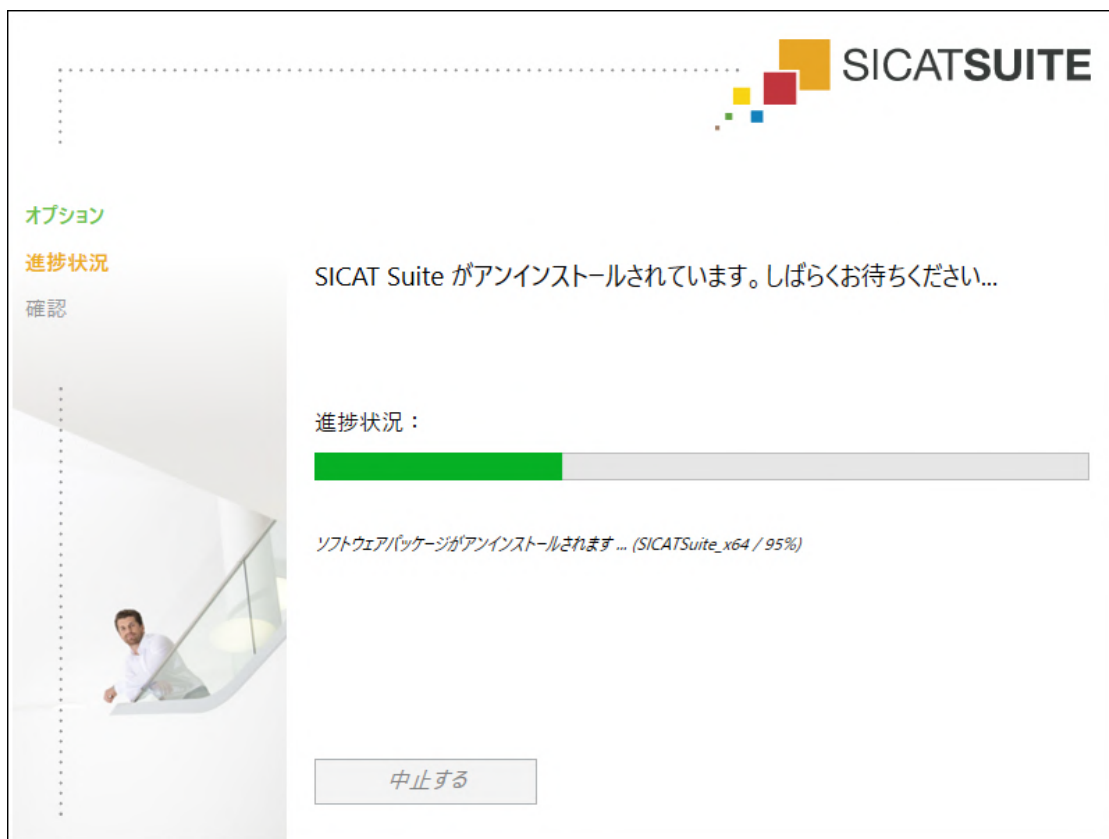 SICATSUITE
オプション
進捗状況
確認
SICAT Suite がアンインストールされています。しばらくお待ちください...
進捗状況：
ソフトウェアパッケージがアンインストールされます ... (SICATSuite_x64 / 95%)
中止する